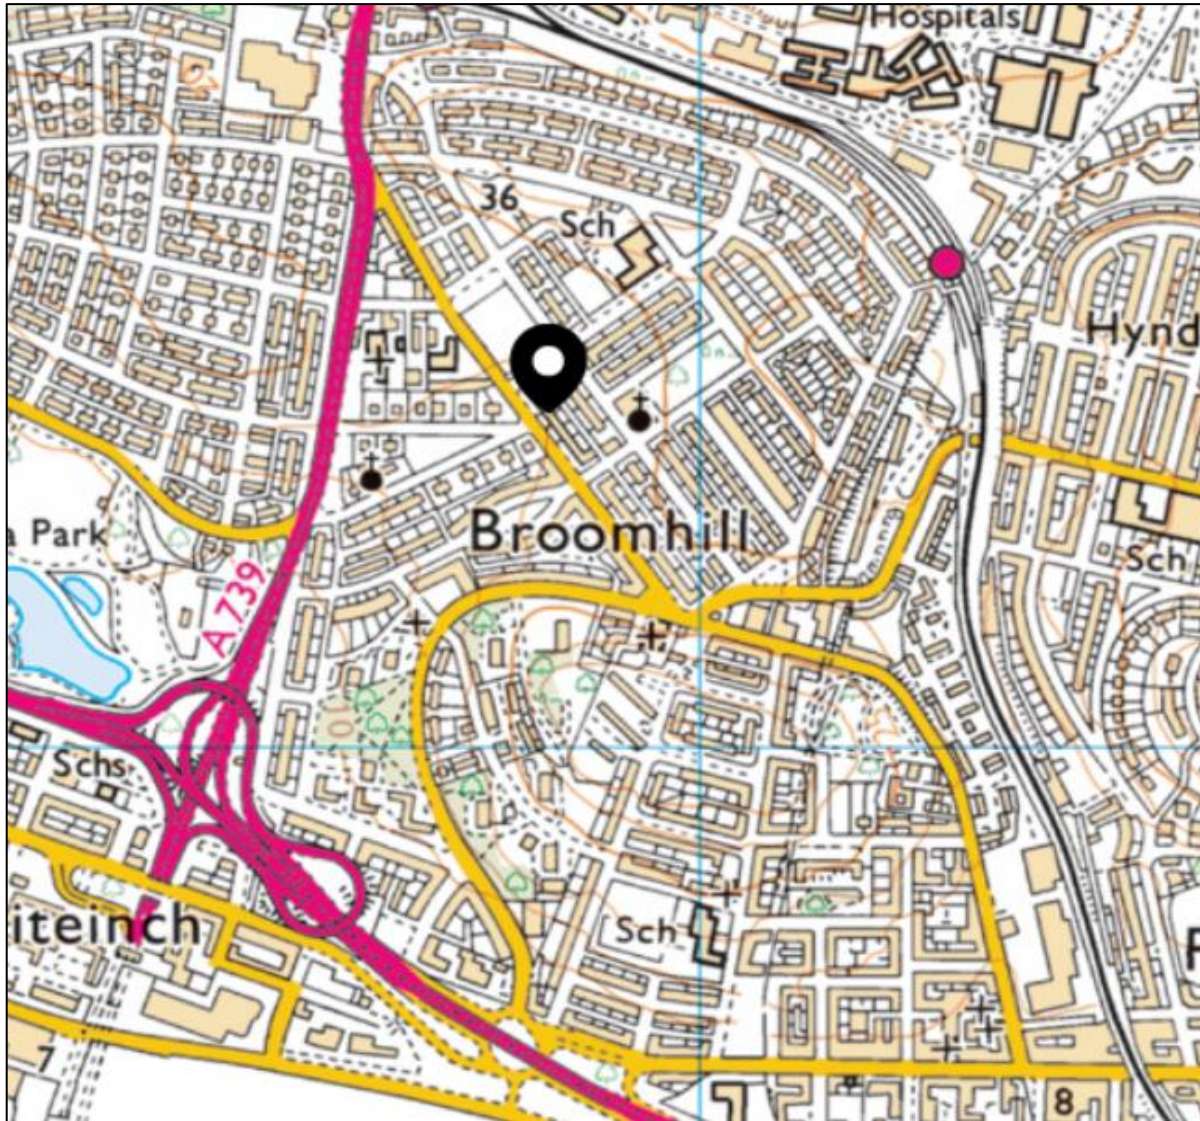 Hospitals
36
Sch
Hynd
Broomhill
a Park
Sch
A 739
Schs
iteinch
Sch
7
8